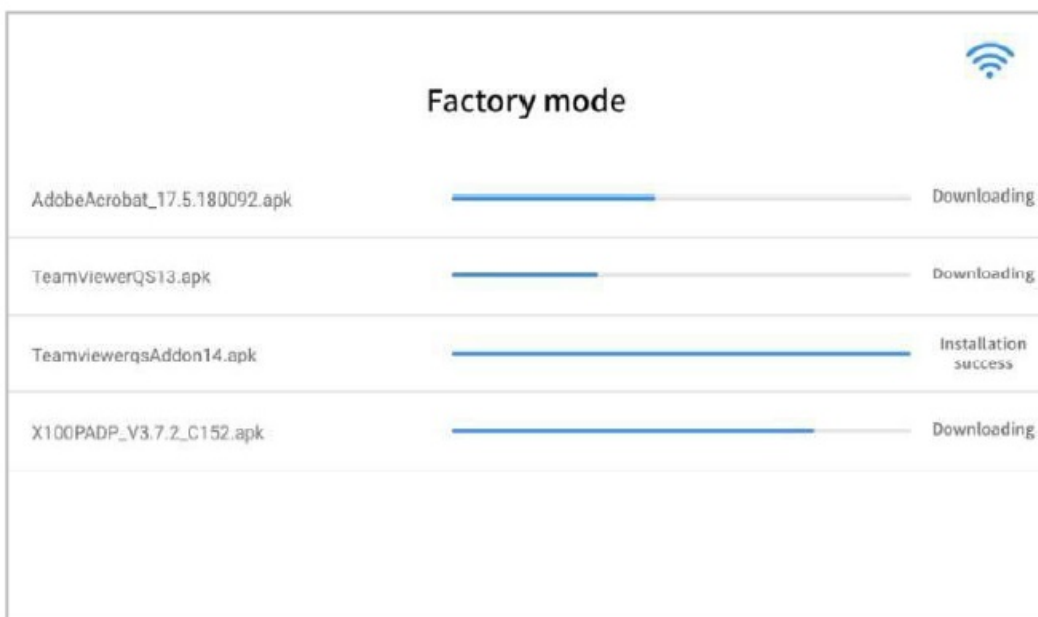 Factory mode
AdobeAcrobat_17.5.180092.apk
Downloading
TeamViewerQS13.apk
Downloading
TeamviewerqsAddon14.apk
Installation
success
X100PADP_V3.7.2_C152.apk
Downloading